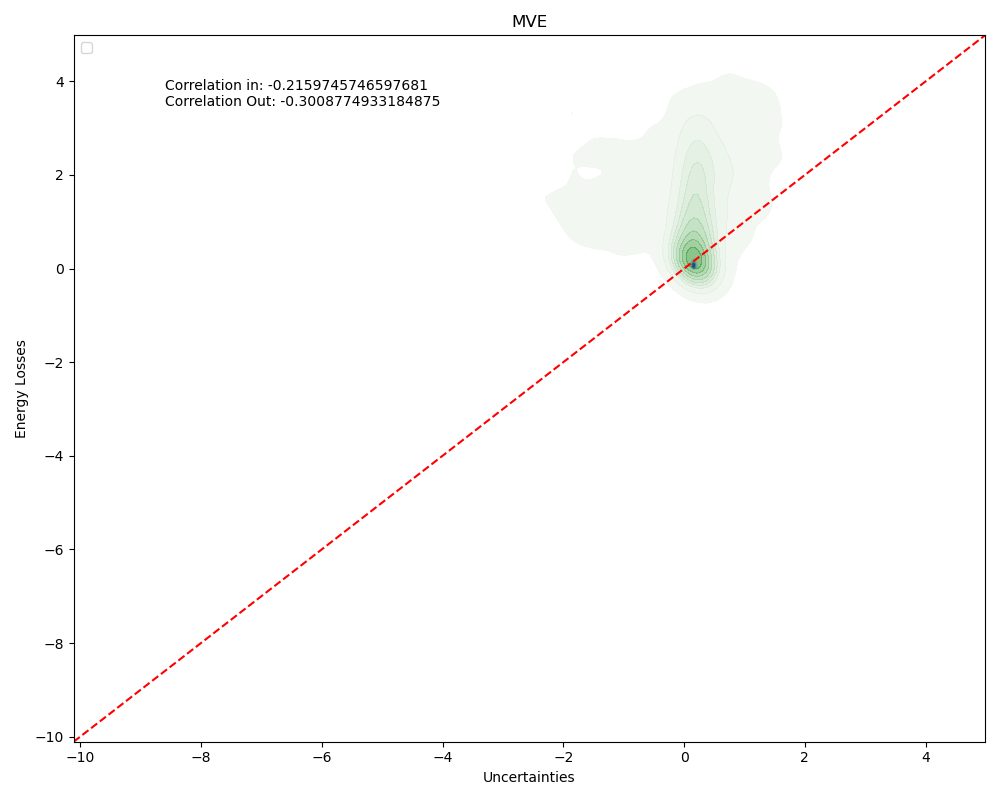 MVE
Correlation in: -0.2159745746597681
Correlation Out: -0.3008774933184875
Energy Losses
4
2
0
−2
−4
−6
−8
−10
−10 −8 −6 −4 −2 0 2 4
Uncertainties